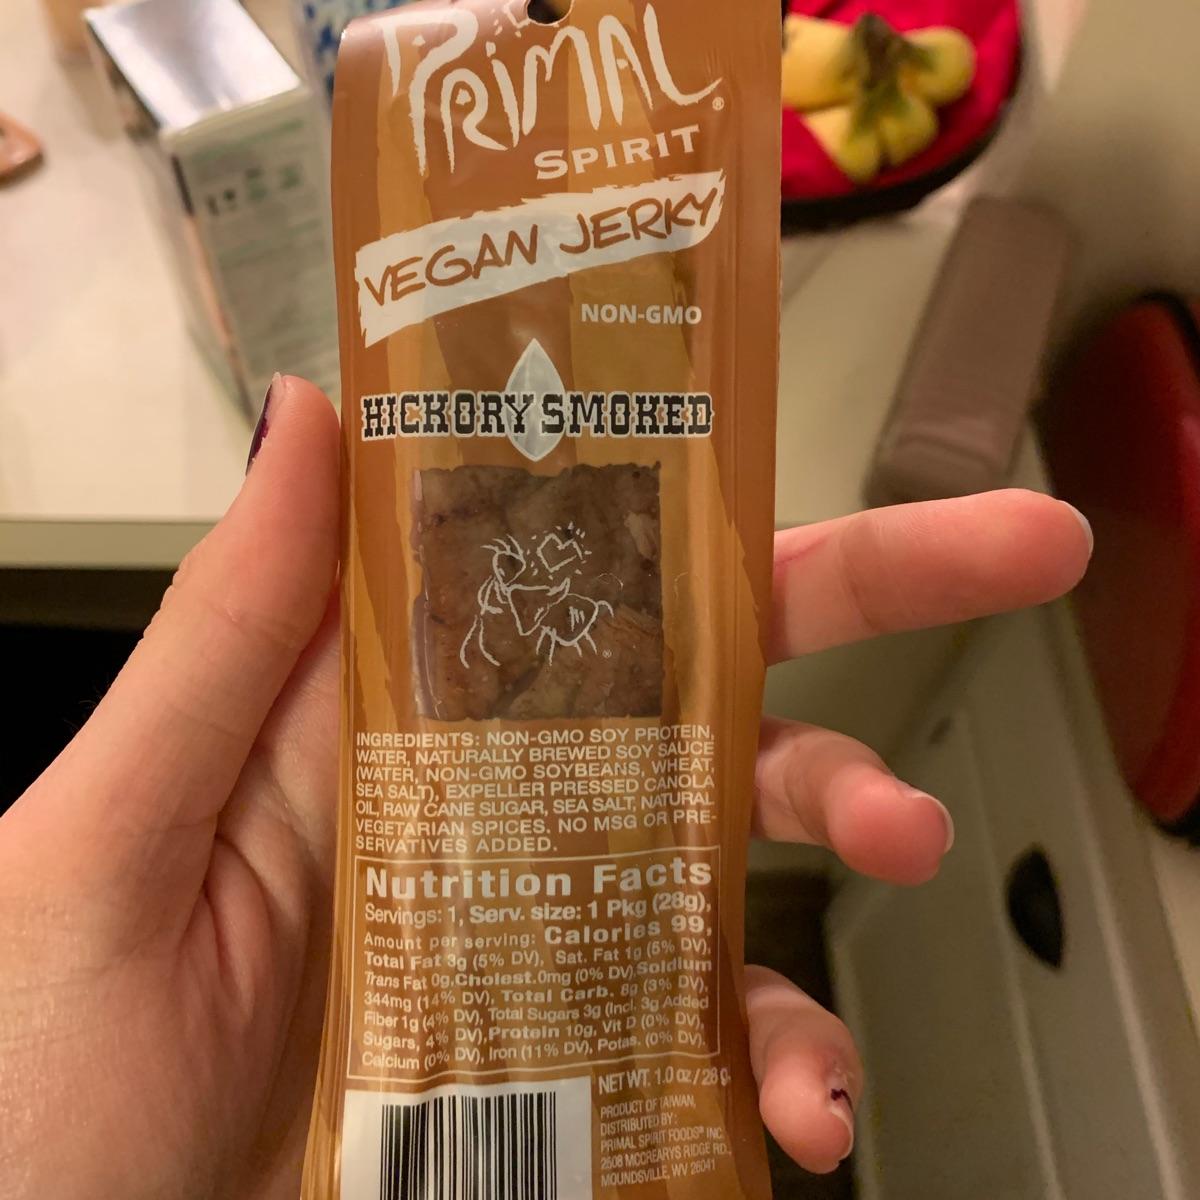 PRIMAL®
SPIRIT
VEGAN JERKY
NON-GMO
HICKORY SMOKED
®
INGREDIENTS: NON-GMO SOY PROTEIN,
WATER, NATURALLY BREWED SOY SAUCE
(WATER, NON-GMO SOYBEANS, WHEAT,
SEA SALT), EXPELLER PRESSED CANOLA
OIL, RAW CANE SUGAR, SEA SALT, NATURAL
VEGETARIAN SPICES. NO MSG OR PRE-
SERVATIVES ADDED.
Nutrition Facts
Servings: 1, Serv. size: 1 Pkg (28g),
Amount per serving: Calories 99,
Total Fat 3g (5% DV), Sat. Fat 1g (5% DV),
Trans Fat 0g,Cholest.0mg (0% DV),Soldium
344mg (14% DV), Total Carb. 8g (3% DV),
Fiber 1g (4% DV), Total Sugars 3g (Incl. 3g Added
Sugars, 4% DV),Protein 10g, Vit D (0% DV),
Calcium (0% DV), Iron (11% DV), Potas. (0% DV).
NET WT. 1.0 oz / 28 g.
PRODUCT OF TAIWAN,
DISTRIBUTED BY:
PRIMAL SPIRIT FOODS® INC.
2508 MCCREARYS RIDGE RD.,
MOUNDSVILLE, WV 26041